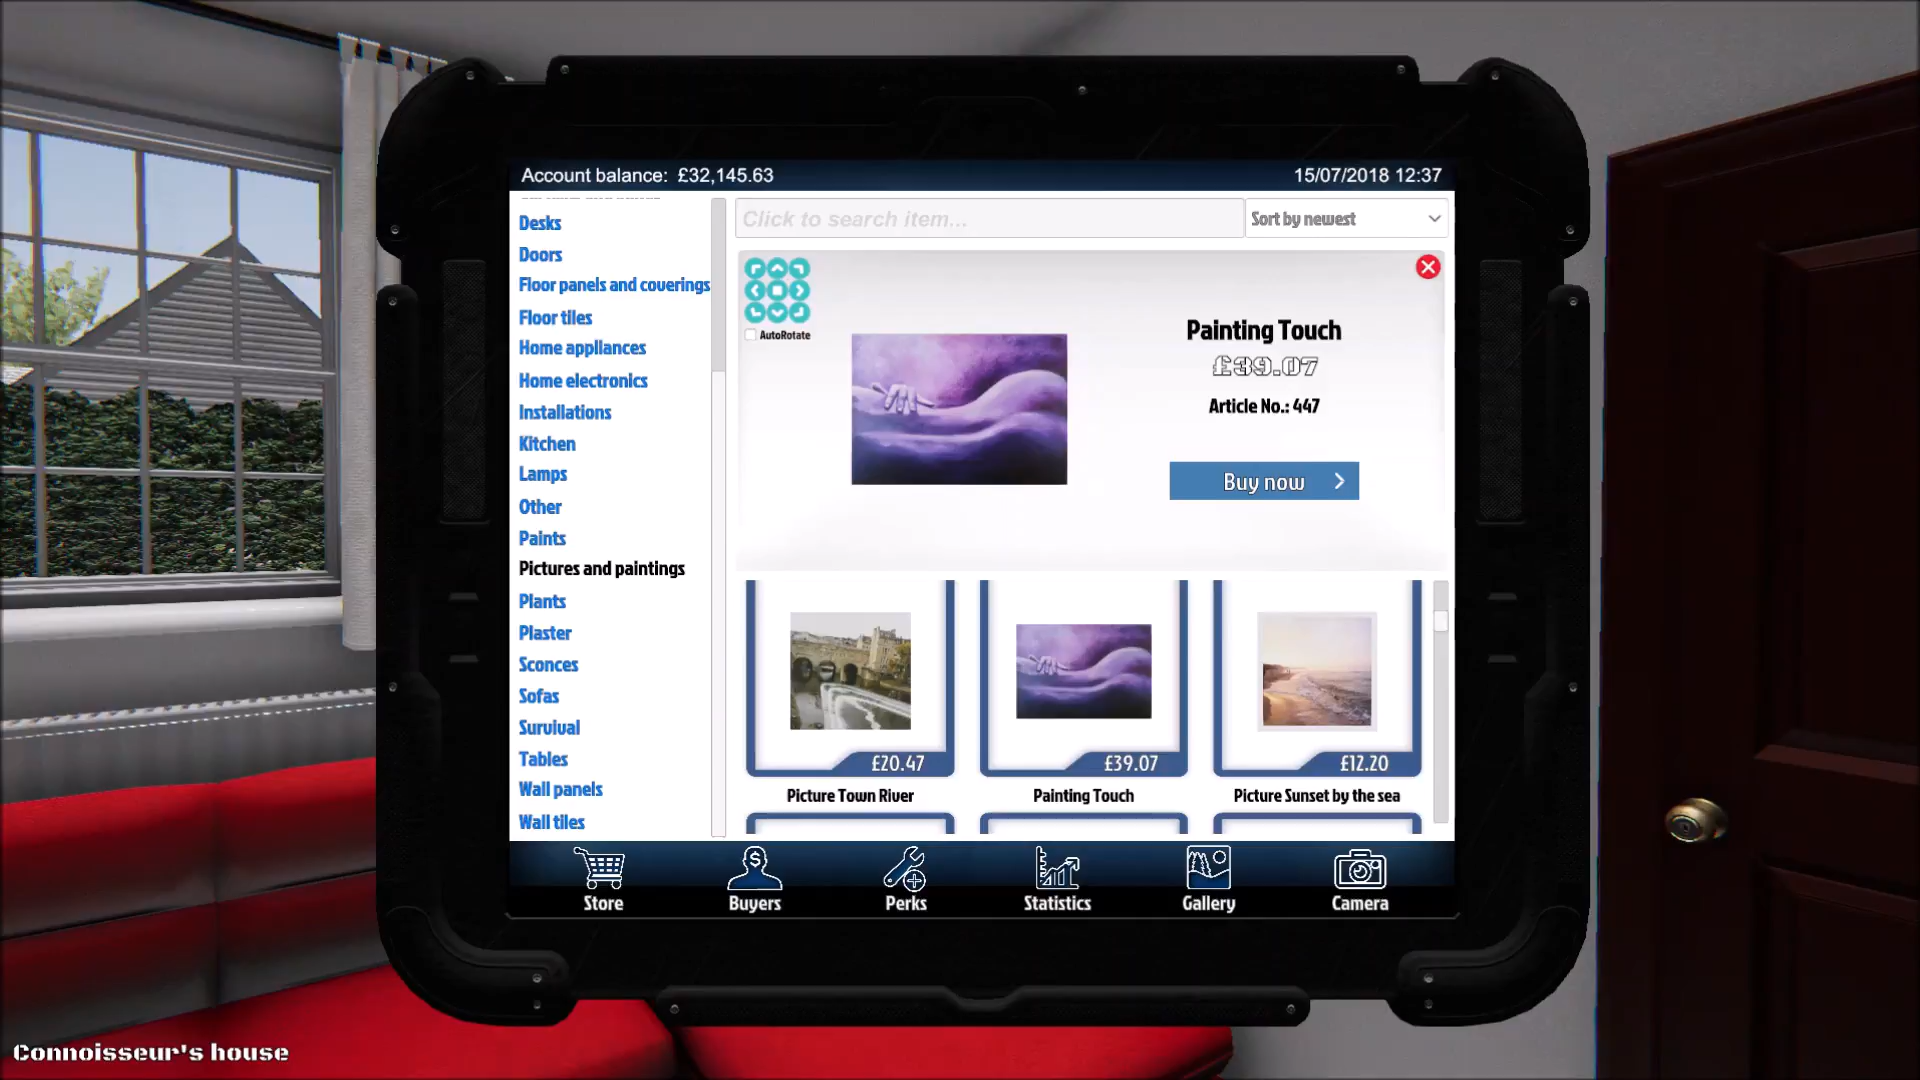 Account balance: £32,145.63
15/07/2018 12:37
Desks
Doors
Floor panels and coverings
Floor tiles
Home appliances
Home electronics
Installations
Kitchen
Lamps
Other
Paints
Pictures and paintings
Plants
Plaster
Sconces
Sofas
Survival
Tables
Wall panels
Wall tiles
Click to search item...
Sort by newest
AutoRotate
Painting Touch
£39.07
Article No.: 447
Buy now
£20.47
£39.07
£12.20
Picture Town River
Painting Touch
Picture Sunset by the sea
Store
Buyers
Perks
Statistics
Gallery
Camera
Connoisseur's house